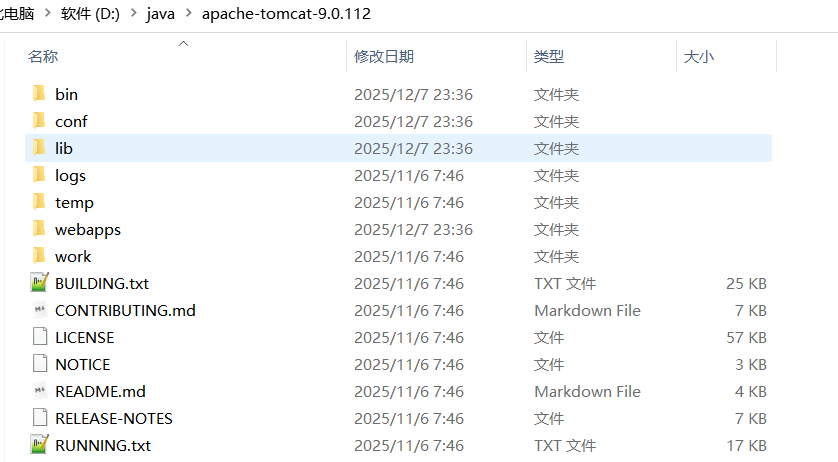 电脑 > 软件 (D:) > java > apache-tomcat-9.0.112
名称 修改日期 类型 大小
bin 2025/12/7 23:36 文件夹
conf 2025/12/7 23:36 文件夹
lib 2025/12/7 23:36 文件夹
logs 2025/11/6 7:46 文件夹
temp 2025/11/6 7:46 文件夹
webapps 2025/12/7 23:36 文件夹
work 2025/11/6 7:46 文件夹
BUILDING.txt 2025/11/6 7:46 TXT 文件 25 KB
CONTRIBUTING.md 2025/11/6 7:46 Markdown File 7 KB
LICENSE 2025/11/6 7:46 文件 57 KB
NOTICE 2025/11/6 7:46 文件 3 KB
README.md 2025/11/6 7:46 Markdown File 4 KB
RELEASE-NOTES 2025/11/6 7:46 文件 7 KB
RUNNING.txt 2025/11/6 7:46 TXT 文件 17 KB